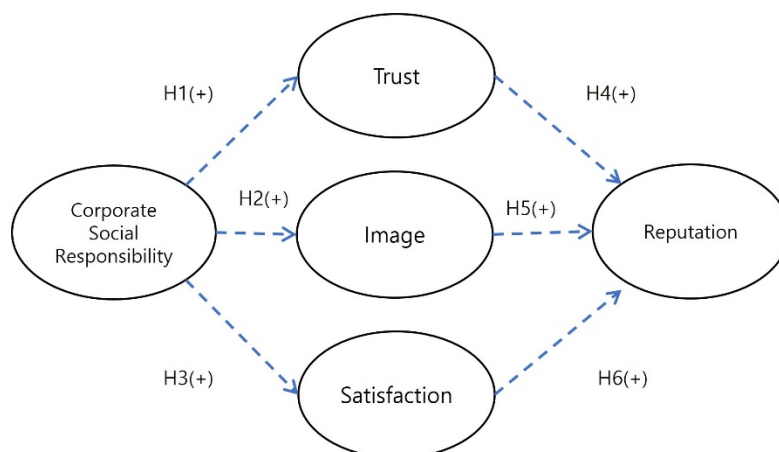 Trust
H1(+)
H4(+)
H2(+)
H5(+)
Corporate
Social
Responsibility
Image
Reputation
H3(+)
H6(+)
Satisfaction